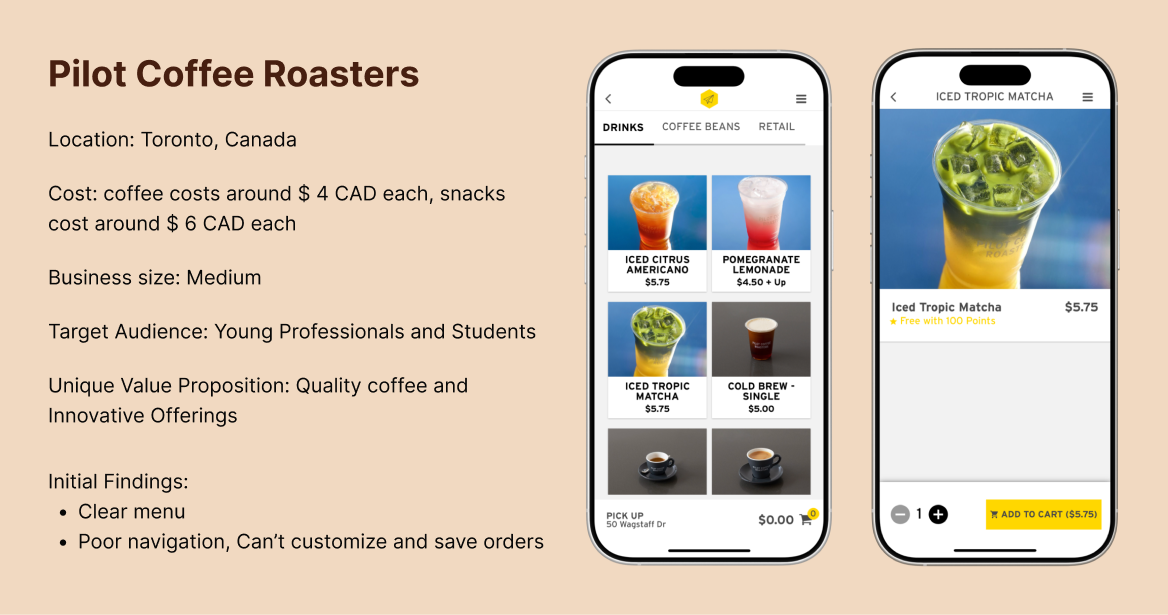 Pilot Coffee Roasters
Location: Toronto, Canada
Cost: coffee costs around $ 4 CAD each, snacks
cost around $ 6 CAD each
Business size: Medium
Target Audience: Young Professionals and Students
Unique Value Proposition: Quality coffee and
Innovative Offerings
Initial Findings:
• Clear menu
• Poor navigation, Can’t customize and save orders
DRINKS COFFEE BEANS RETAIL
ICED CITRUS
AMERICANO
$5.75
POMEGRANATE
LEMONADE
$4.50 + Up
ICED TROPIC
MATCHA
$5.75
COLD BREW -
SINGLE
$5.00
PICK UP
50 Wagstaff Dr
$0.00
0
ICED TROPIC MATCHA
Iced Tropic Matcha $5.75
Free with 100 Points
1
ADD TO CART ($5.75)